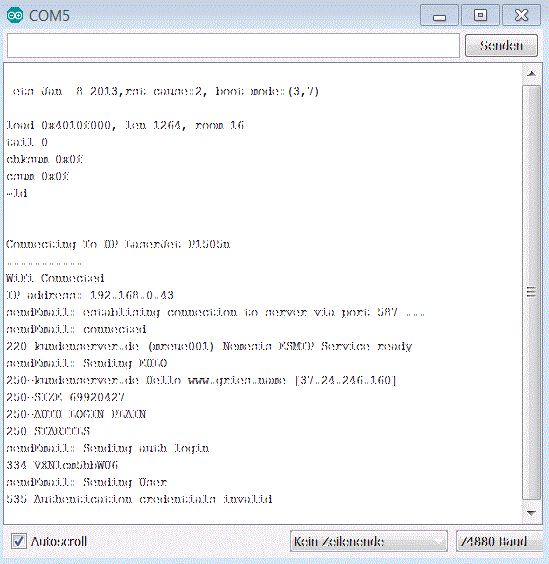 COM5
Senden
ets Jan 8 2013,rst cause:2, boot mode:(3,7)
load 0x4010f000, len 1264, room 16
tail 0
chksum 0x0f
csum 0x0f
~ld
Connecting To HP LaserJet P1505n
WiFi Connected
IP address: 192.168.0.43
sendEmail: establising connection to server via port 587 ...
sendEmail: connected
220 kundenserver.de (mreue001) Nemesis ESMTP Service ready
sendEmail: Sending EHLO
250-kundenserver.de Hello www.gries.name [37.24.246.160]
250-SIZE 69920427
250-AUTH LOGIN PLAIN
250 STARTTLS
sendEmail: Sending auth login
334 VXNlcm5hbWU6
sendEmail: Sending User
535 Authentication credentials invalid
Autoscroll
Kein Zeilenende
74880 Baud